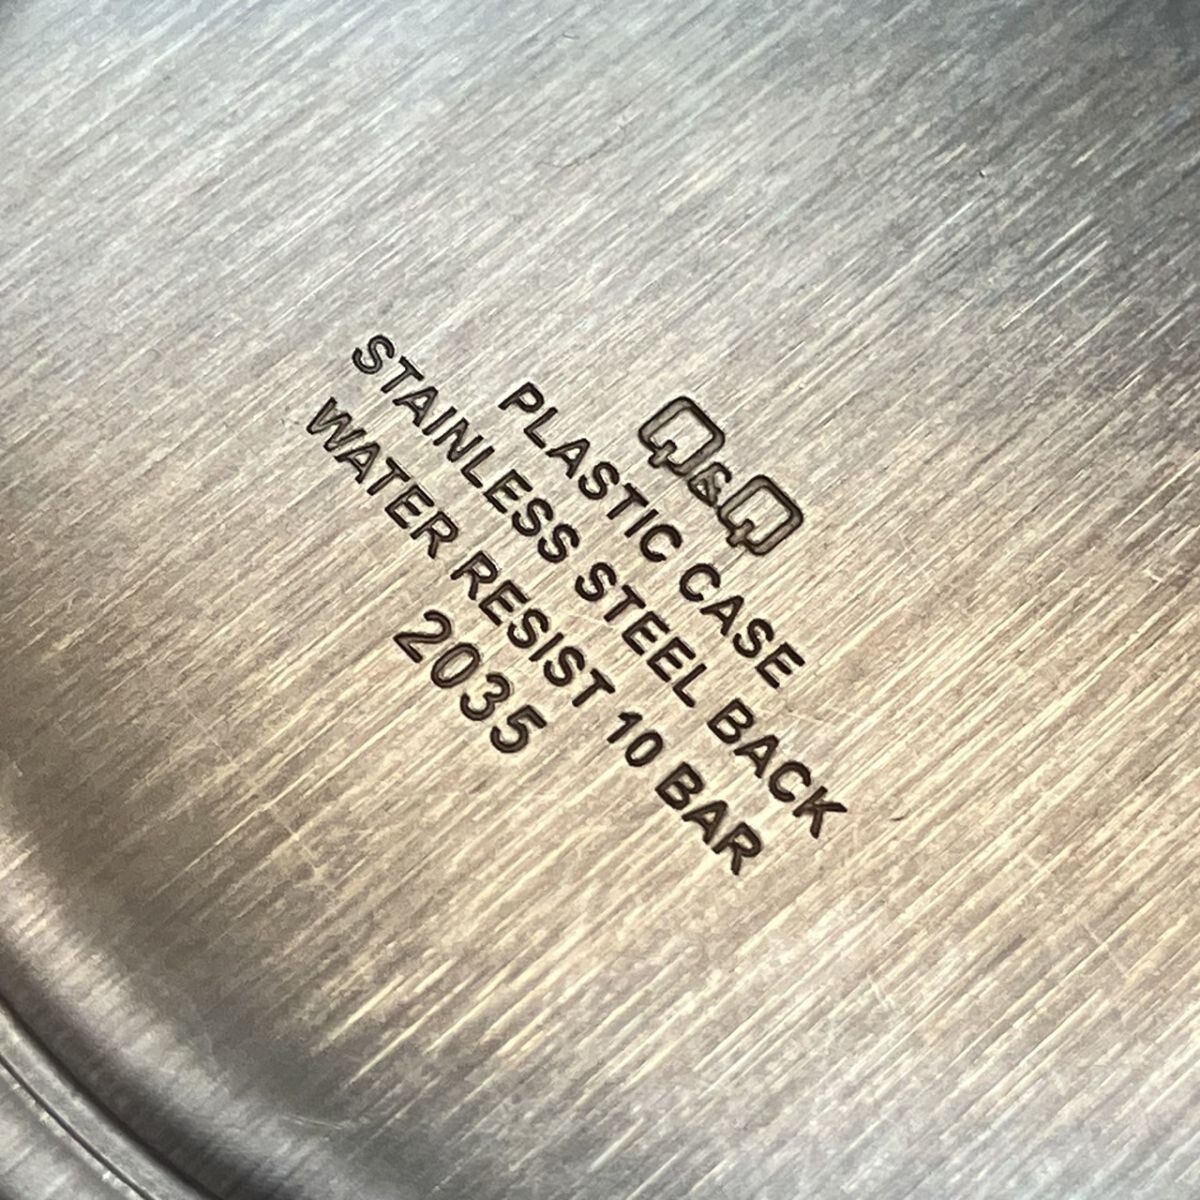 Q&Q
PLASTIC CASE
STAINLESS STEEL BACK
WATER RESIST 10 BAR
2035